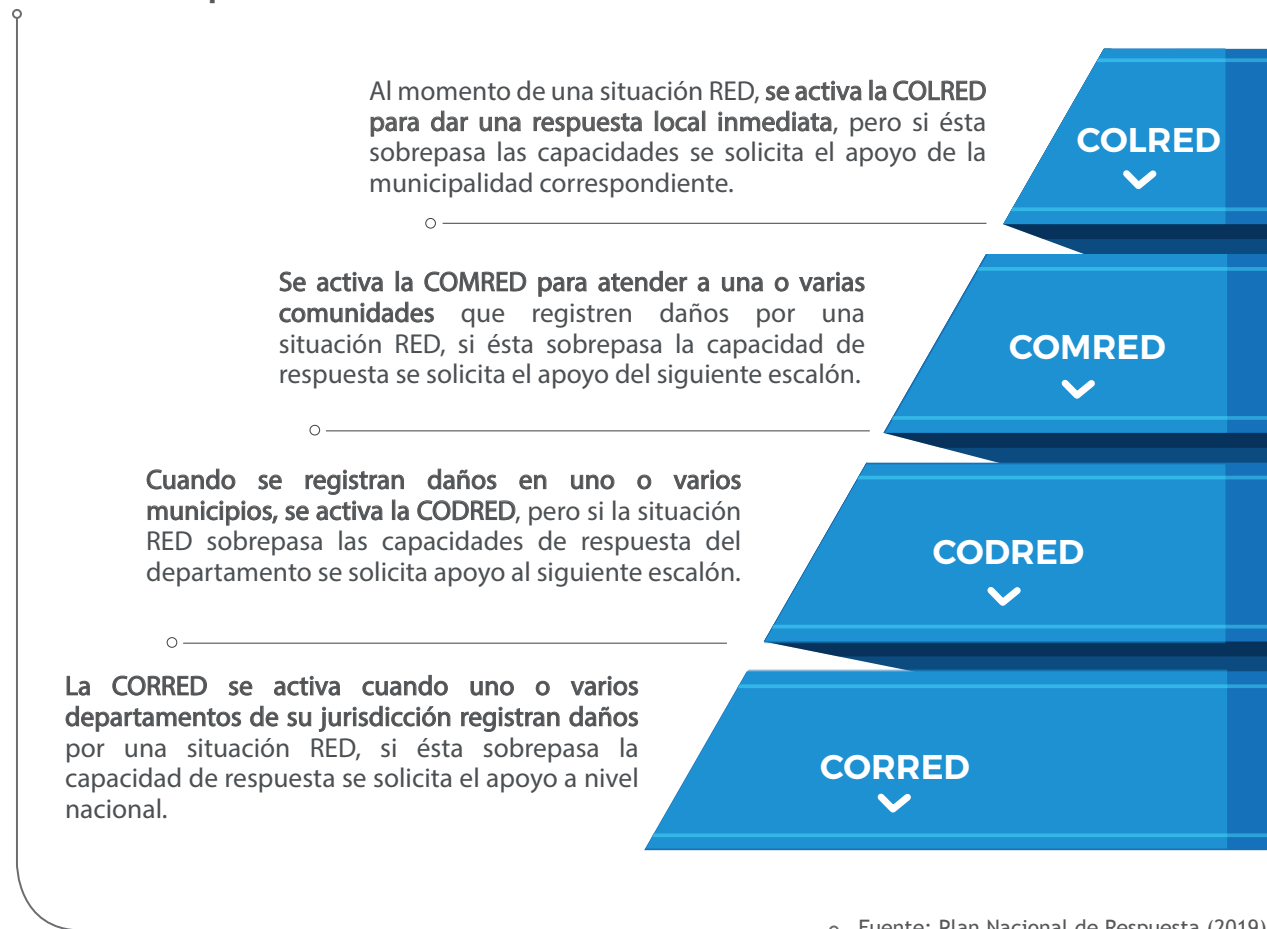 Al momento de una situación RED, se activa la COLRED
para dar una respuesta local inmediata, pero si ésta
sobrepasa las capacidades se solicita el apoyo de la
municipalidad correspondiente.
COLRED
Se activa la COMRED para atender a una o varias
comunidades que registren daños por una
situación RED, si ésta sobrepasa la capacidad de
respuesta se solicita el apoyo del siguiente escalón.
COMRED
Cuando se registran daños en uno o varios
municipios, se activa la CODRED, pero si la situación
RED sobrepasa las capacidades de respuesta del
departamento se solicita apoyo al siguiente escalón.
CODRED
La CORRED se activa cuando uno o varios
departamentos de su jurisdicción registran daños
por una situación RED, si ésta sobrepasa la
capacidad de respuesta se solicita el apoyo a nivel
nacional.
CORRED
Fuente: Plan Nacional de Respuesta (2019)